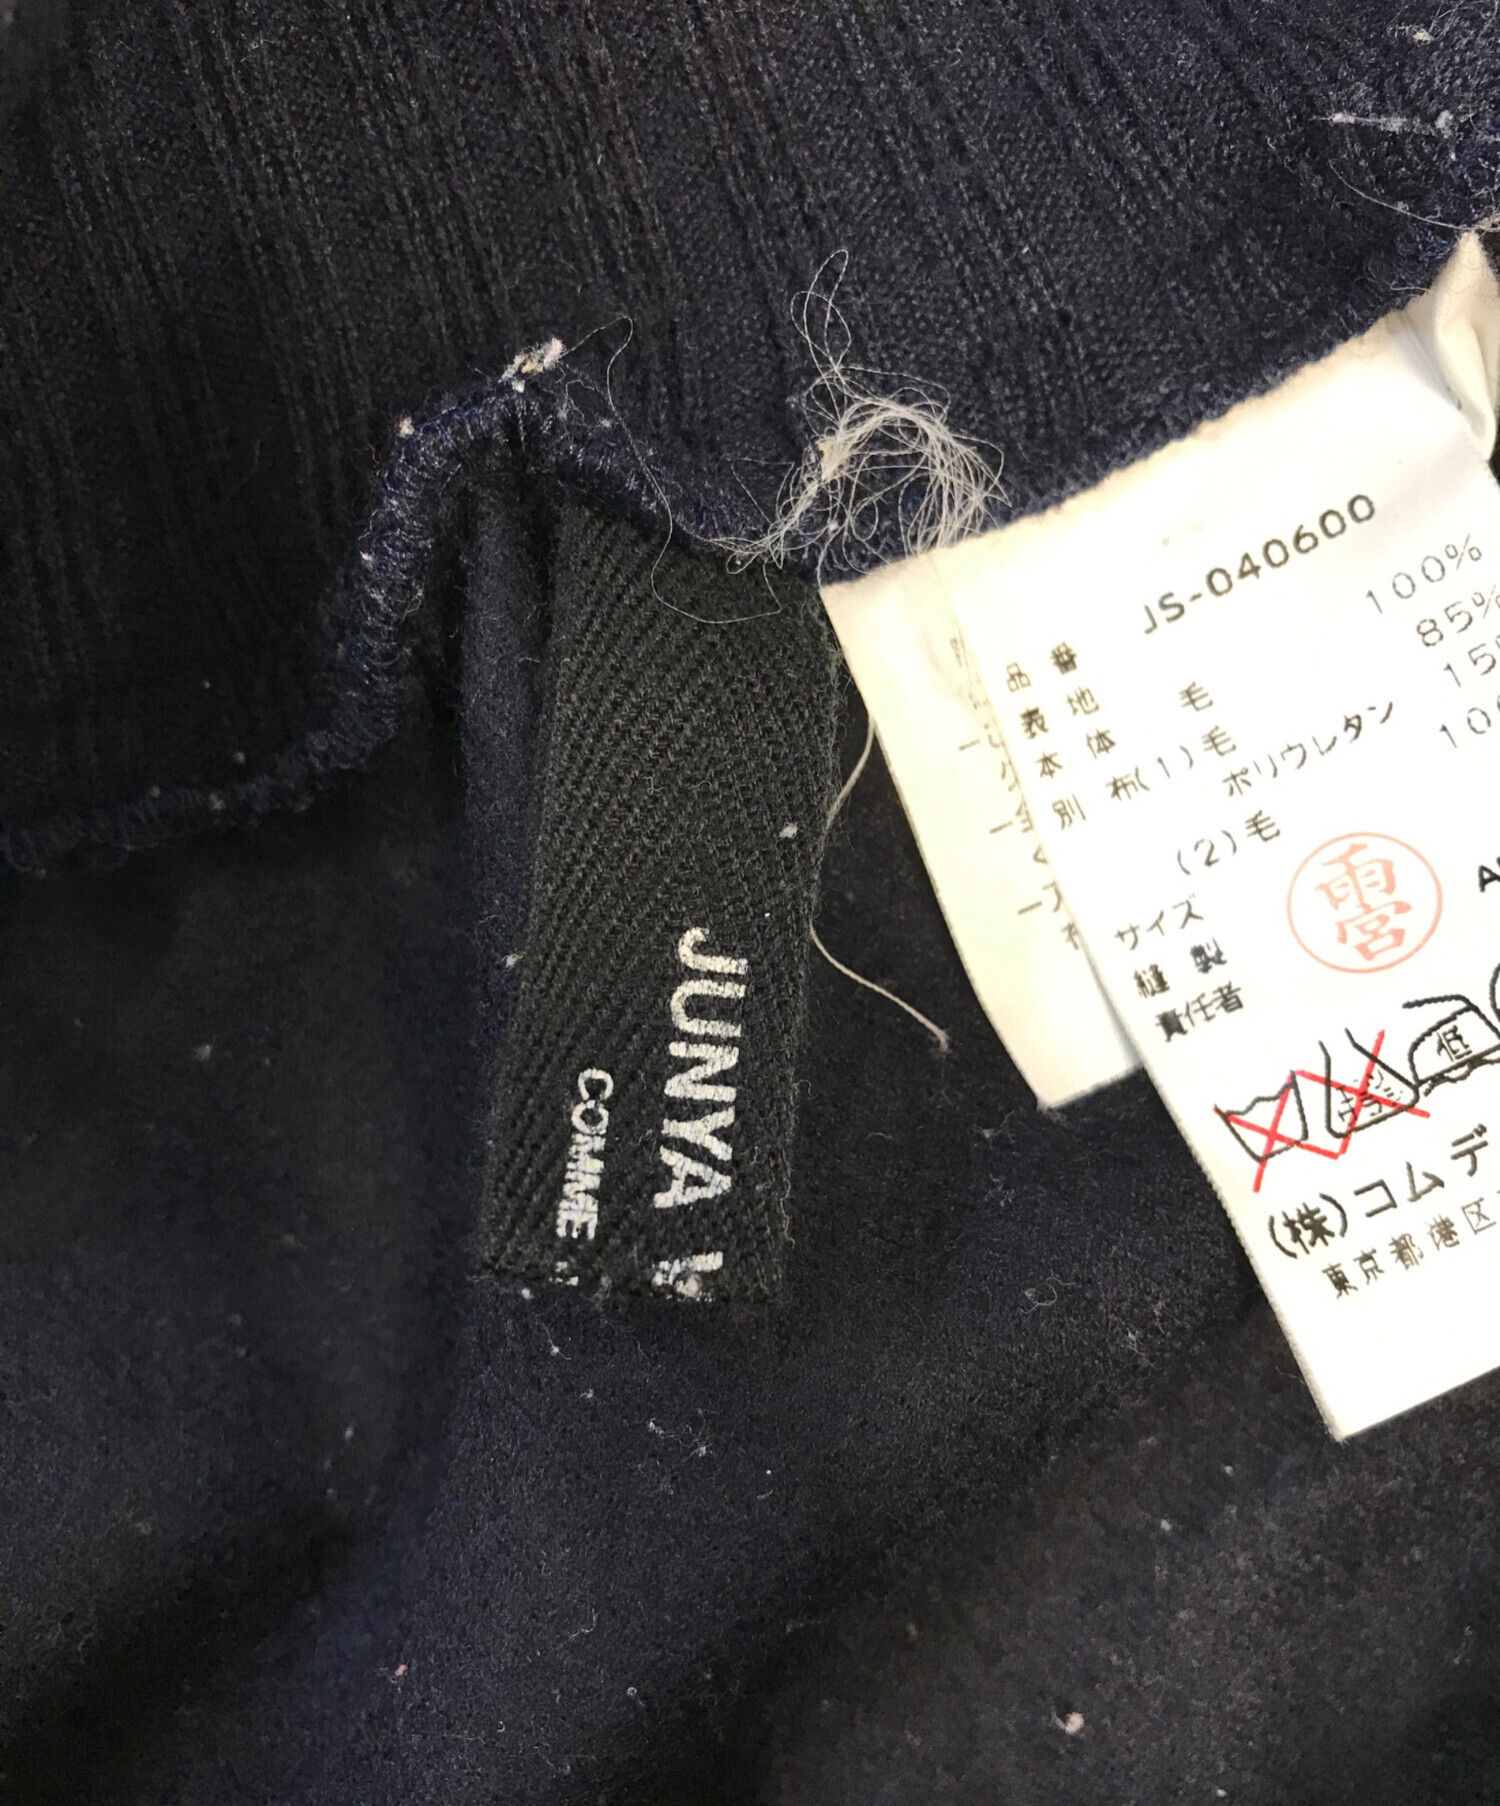 JUNYA
COMME
品番 JS-040600
表地
本体 毛 100%
別布(1)毛 85%
ポリウレタン 15%
(2)毛
サイズ
縫製
責任者
雨宮
低
(株)コムデ
東京都港区